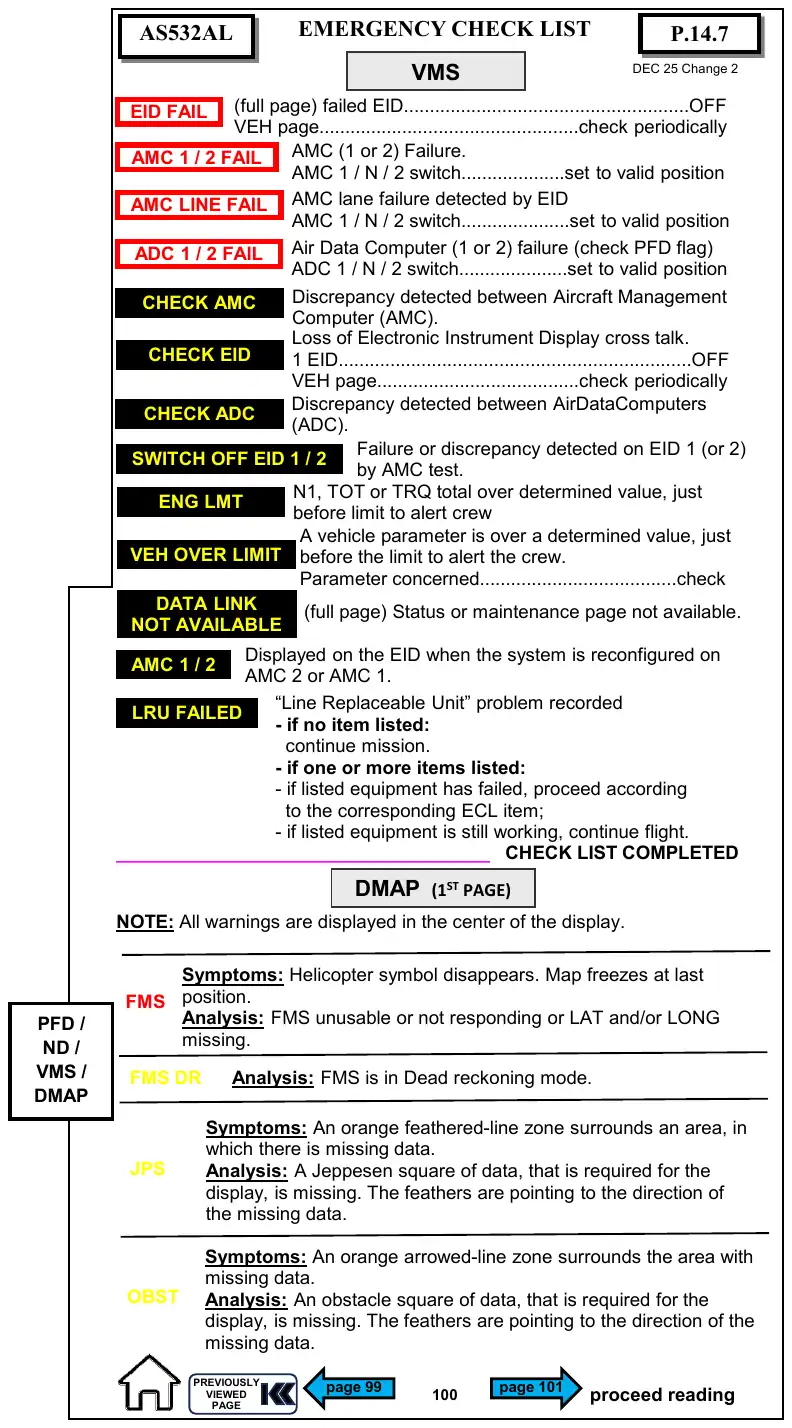 AS532AL
EMERGENCY CHECK LIST
P.14.7
VMS
DEC 25 Change 2
EID FAIL
(full page) failed EID.......................................................OFF
VEH page..................................................check periodically
AMC 1 / 2 FAIL
AMC (1 or 2) Failure.
AMC 1 / N / 2 switch....................set to valid position
AMC LINE FAIL
AMC lane failure detected by EID
AMC 1 / N / 2 switch.....................set to valid position
ADC 1 / 2 FAIL
Air Data Computer (1 or 2) failure (check PFD flag)
ADC 1 / N / 2 switch.....................set to valid position
CHECK AMC
Discrepancy detected between Aircraft Management
Computer (AMC).
CHECK EID
Loss of Electronic Instrument Display cross talk.
1 EID....................................................................OFF
VEH page.......................................check periodically
CHECK ADC
Discrepancy detected between AirDataComputers
(ADC).
SWITCH OFF EID 1 / 2
Failure or discrepancy detected on EID 1 (or 2)
by AMC test.
ENG LMT
N1, TOT or TRQ total over determined value, just
before limit to alert crew
VEH OVER LIMIT
A vehicle parameter is over a determined value, just
before the limit to alert the crew.
Parameter concerned......................................check
DATA LINK
NOT AVAILABLE
(full page) Status or maintenance page not available.
AMC 1 / 2
Displayed on the EID when the system is reconfigured on
AMC 2 or AMC 1.
LRU FAILED
“Line Replaceable Unit” problem recorded
- if no item listed:
continue mission.
- if one or more items listed:
- if listed equipment has failed, proceed according
to the corresponding ECL item;
- if listed equipment is still working, continue flight.
CHECK LIST COMPLETED
DMAP (1ST PAGE)
NOTE: All warnings are displayed in the center of the display.
FMS
Symptoms: Helicopter symbol disappears. Map freezes at last
position.
Analysis: FMS unusable or not responding or LAT and/or LONG
missing.
PFD /
ND /
VMS /
DMAP
FMS DR
Analysis: FMS is in Dead reckoning mode.
JPS
Symptoms: An orange feathered-line zone surrounds an area, in
which there is missing data.
Analysis: A Jeppesen square of data, that is required for the
display, is missing. The feathers are pointing to the direction of
the missing data.
OBST
Symptoms: An orange arrowed-line zone surrounds the area with
missing data.
Analysis: An obstacle square of data, that is required for the
display, is missing. The feathers are pointing to the direction of the
missing data.
PREVIOUSLY
VIEWED
PAGE
page 99
100
page 101
proceed reading